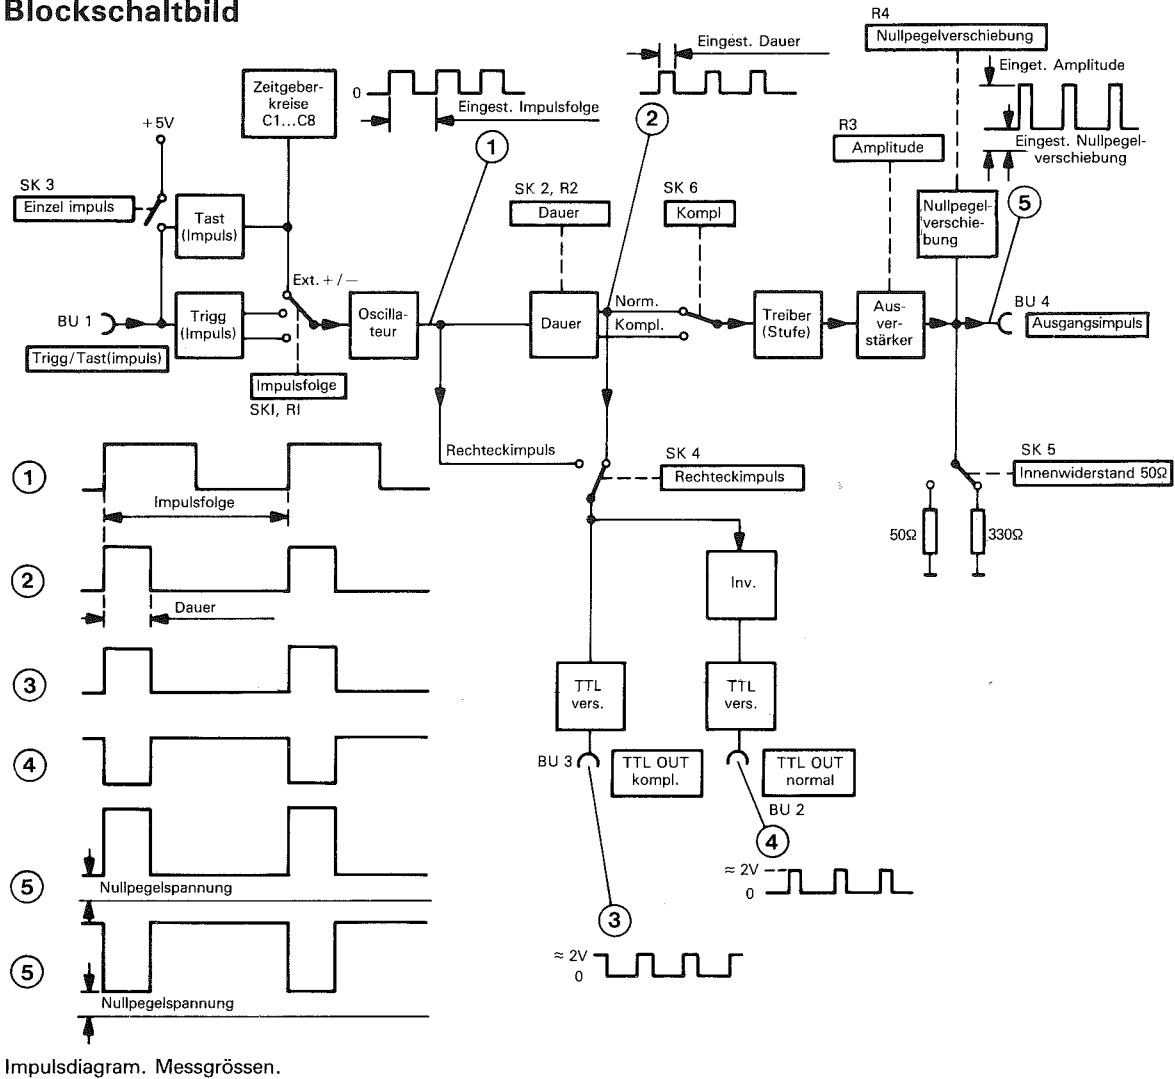 Blockschaltbild
R4
Nullpegelverschiebung
Eingest. Dauer
Einget. Amplitude
Zeitgeber-
kreise
C1...C8
0
Eingest. Impulsfolge
+5V
2
1
R3
Amplitude
Eingest. Nullpegel-
verschiebung
SK 3
Einzel impuls
Tast
(Impuls)
SK 2, R2
Dauer
SK 6
Kompl
Nullpegel-
verschie-
bung
5
Ext. +/−
BU 1
Trigg
(Impuls)
Oscilla-
teur
Dauer
Norm.
Kompl.
Treiber
(Stufe)
Aus-
ver-
stärker
BU 4
Ausgangsimpuls
Trigg/Tast(impuls)
Impulsfolge
SKI, RI
Rechteckimpuls
SK 4
Rechteckimpuls
SK 5
Innenwiderstand 50Ω
1
Impulsfolge
50Ω
330Ω
2
Dauer
Inv.
3
TTL
vers.
TTL
vers.
4
BU 3
TTL OUT
kompl.
TTL OUT
normal
BU 2
4
≈ 2V
0
5
Nullpegelspannung
3
≈ 2V
0
5
Nullpegelspannung
Impulsdiagram. Messgrössen.